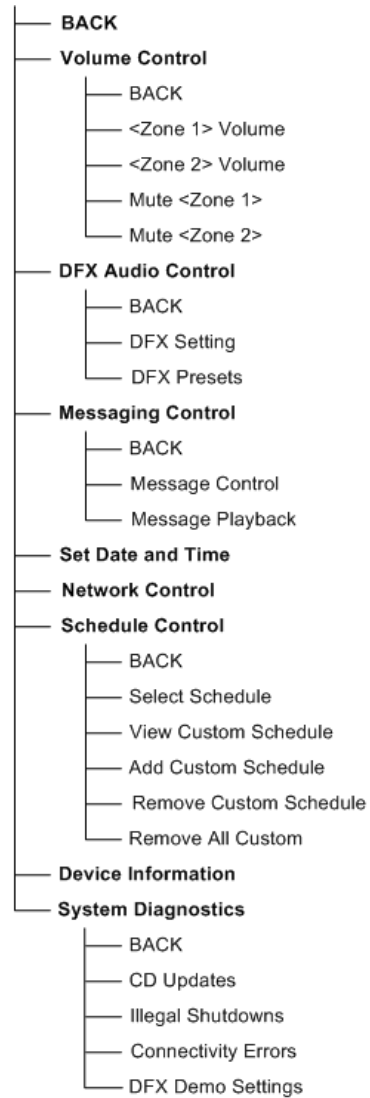 BACK
Volume Control
BACK
<Zone 1> Volume
<Zone 2> Volume
Mute <Zone 1>
Mute <Zone 2>
DFX Audio Control
BACK
DFX Setting
DFX Presets
Messaging Control
BACK
Message Control
Message Playback
Set Date and Time
Network Control
Schedule Control
BACK
Select Schedule
View Custom Schedule
Add Custom Schedule
Remove Custom Schedule
Remove All Custom
Device Information
System Diagnostics
BACK
CD Updates
Illegal Shutdowns
Connectivity Errors
DFX Demo Settings